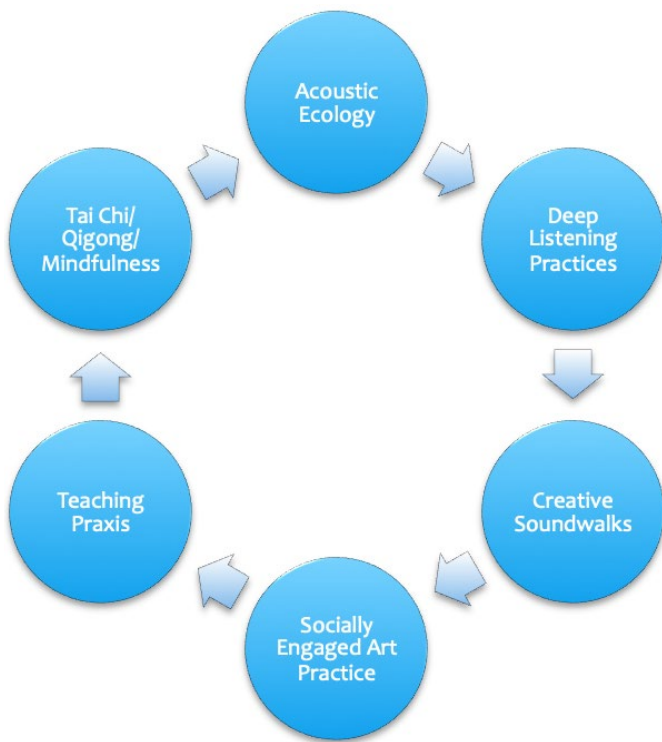 Acoustic
Ecology
Deep
Listening
Practices
Creative
Soundwalks
Socially
Engaged Art
Practice
Teaching
Praxis
Tai Chi/
Qigong/
Mindfulness